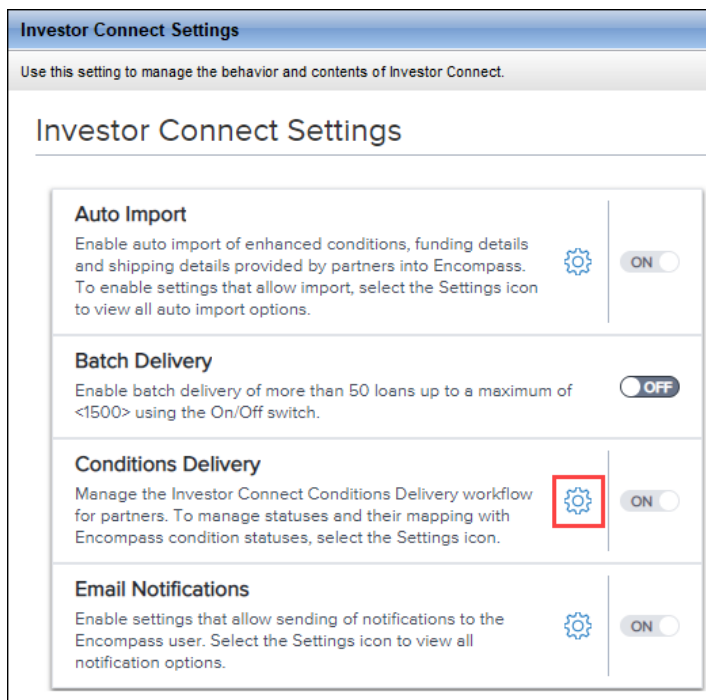 Investor Connect Settings
Use this setting to manage the behavior and contents of Investor Connect.
Investor Connect Settings
Auto Import
Enable auto import of enhanced conditions, funding details
and shipping details provided by partners into Encompass.
To enable settings that allow import, select the Settings icon
to view all auto import options.
ON
Batch Delivery
Enable batch delivery of more than 50 loans up to a maximum of
<1500> using the On/Off switch.
OFF
Conditions Delivery
Manage the Investor Connect Conditions Delivery workflow
for partners. To manage statuses and their mapping with
Encompass condition statuses, select the Settings icon.
ON
Email Notifications
Enable settings that allow sending of notifications to the
Encompass user. Select the Settings icon to view all
notification options.
ON